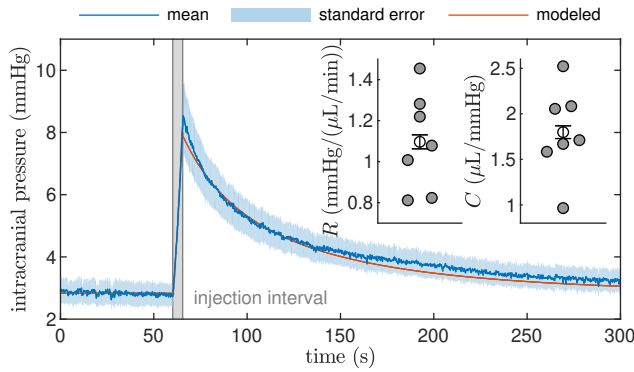 mean standard error modeled
intracranial pressure (mmHg)
10
8
6
4
2
injection interval
0 50 100 150 200 250 300
time (s)
R (mmHg/(μL/min))
1.4
1.2
1
0.8
C (μL/mmHg)
2.5
2
1.5
1